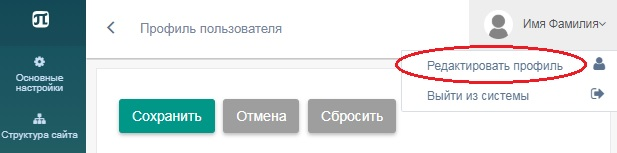 Профиль пользователя
Имя Фамилия
Основные
настройки
Структура сайта
Редактировать профиль
Выйти из системы
Сохранить
Отмена
Сбросить